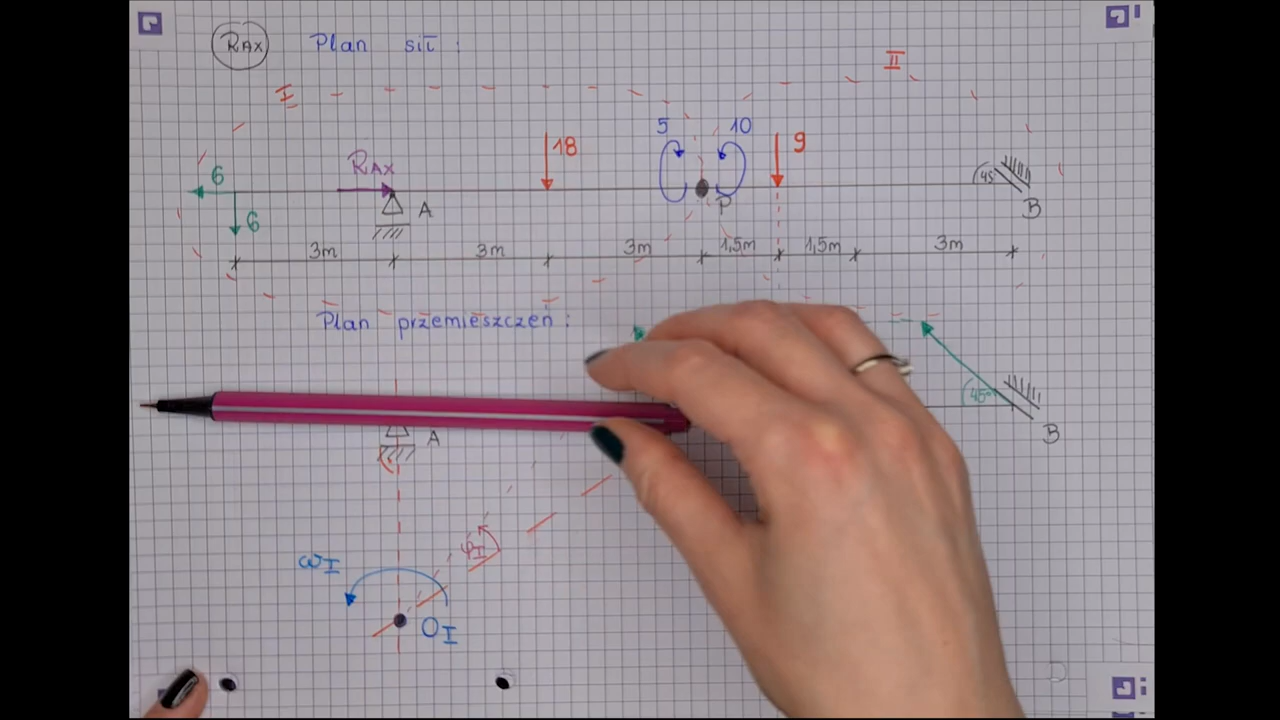 RAX Plan sił :
I II
5 10
18 9
6 RAX 45°
A P B
6
3m 3m 3m 1,5m 1,5m 3m
Plan przemieszczeń :
45°
A B
φI
ωI
OI